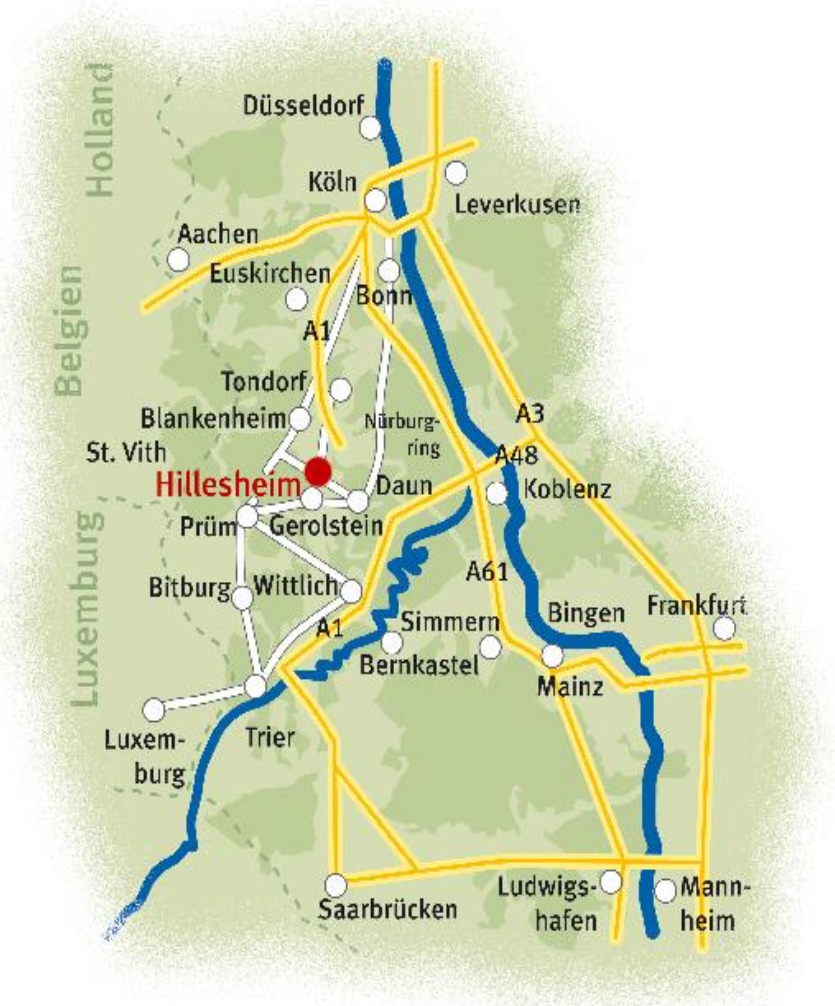 Holland
Düsseldorf
Köln
Leverkusen
Aachen
Euskirchen
Bonn
Belgien
A1
Tondorf
Blankenheim
Nürburg-
ring
A3
St. Vith
A48
Hillesheim
Daun
Koblenz
Prüm
Gerolstein
Luxemburg
A61
Bitburg
Wittlich
Simmern
Bingen
Frankfurt
A1
Bernkastel
Mainz
Luxem-
burg
Trier
Saarbrücken
Ludwigs-
hafen
Mann-
heim